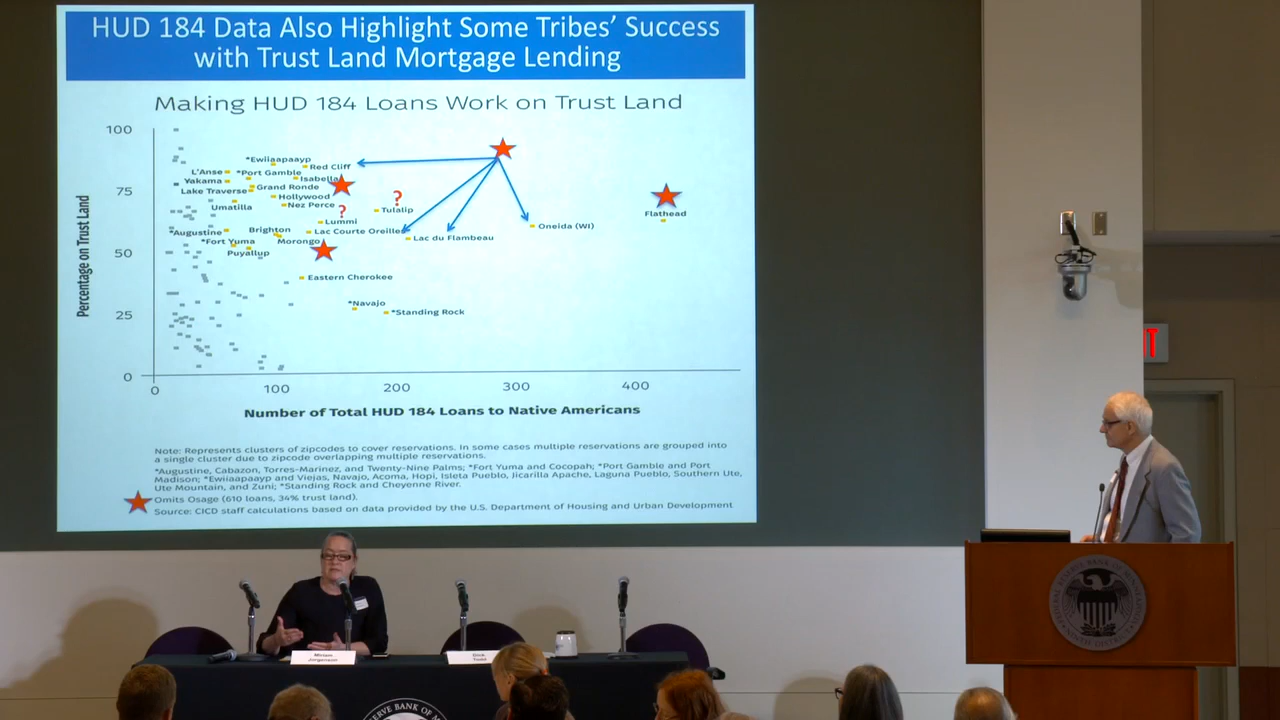 HUD 184 Data Also Highlight Some Tribes' Success
with Trust Land Mortgage Lending
Making HUD 184 Loans Work on Trust Land
Percentage on Trust Land
100
75
50
25
0
*Ewiiaapaayp
Red Cliff
L'Anse
*Port Gamble
Yakama
Isabella
Lake Traverse
Grand Ronde
Hollywood
Umatilla
Nez Perce
?
Tulalip
?
Flathead
Lummi
*Augustine
Brighton
Lac Courte Oreilles
Oneida (WI)
*Fort Yuma
Morongo
Lac du Flambeau
Puyallup
Eastern Cherokee
*Navajo
*Standing Rock
0
100
200
300
400
Number of Total HUD 184 Loans to Native Americans
Note: Represents clusters of zipcodes to cover reservations. In some cases multiple reservations are grouped into
a single cluster due to zipcode overlapping multiple reservations.
*Augustine, Cabazon, Torres-Marinez, and Twenty-Nine Palms; *Fort Yuma and Cocopah; *Port Gamble and Port
Madison; *Ewiiaapaayp and Viejas, Navajo, Acoma, Hopi, Isleta Pueblo, Jicarilla Apache, Laguna Pueblo, Southern Ute,
Ute Mountain, and Zuni; *Standing Rock and Cheyenne River.
Omits Osage (610 loans, 34% trust land).
Source: CICD staff calculations based on data provided by the U.S. Department of Housing and Urban Development
IT
Miriam
Jorgensen
Dick
Todd